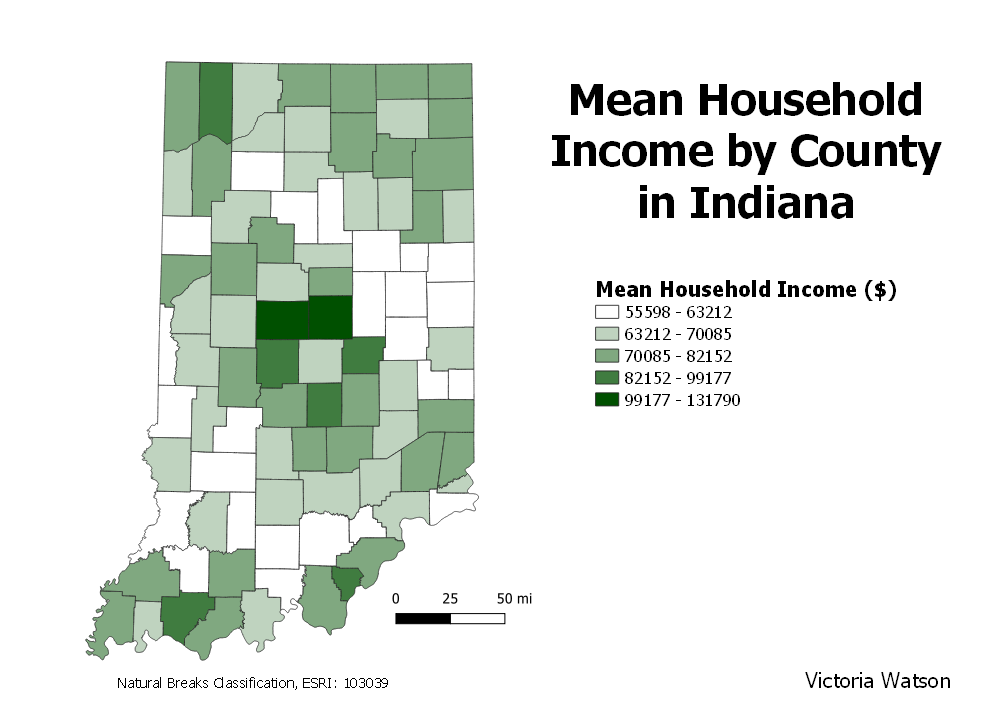 Mean Household
Income by County
in Indiana
Mean Household Income ($)
55598 - 63212
63212 - 70085
70085 - 82152
82152 - 99177
99177 - 131790
0 25 50 mi
Natural Breaks Classification, ESRI: 103039
Victoria Watson